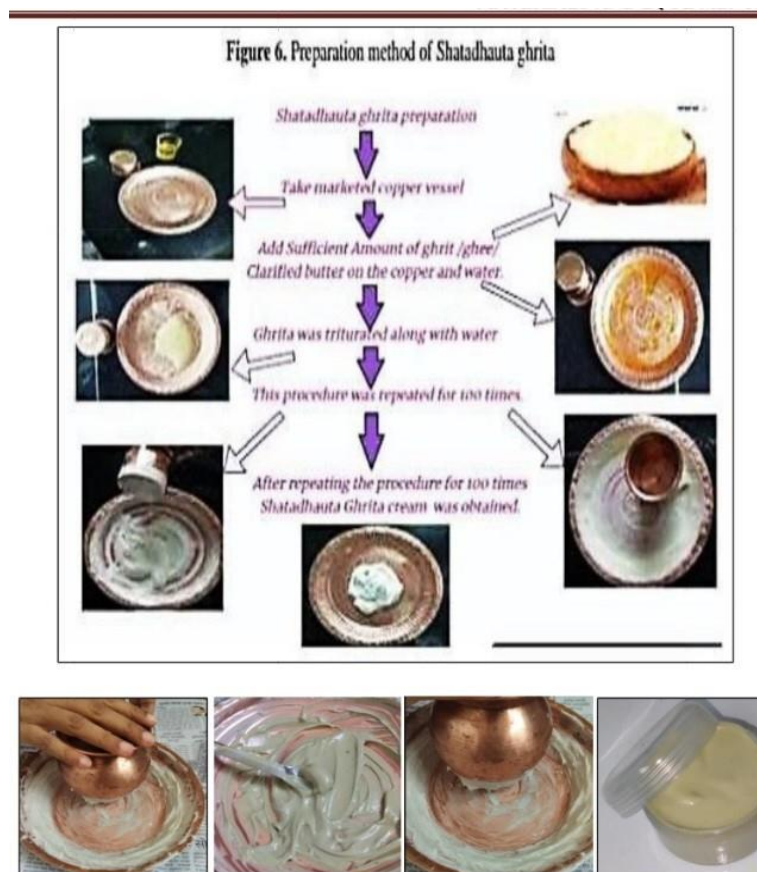 Figure 6. Preparation method of Shatadhauta ghrita
Shatadhauta ghrita preparation
Take marketed copper vessel
Add Sufficient Amount of ghrit /ghee/
Clarified butter on the copper and water.
Ghrita was triturated along with water
This procedure was repeated for 100 times
After repeating the procedure for 100 times
Shatadhauta Ghrita cream was obtained.